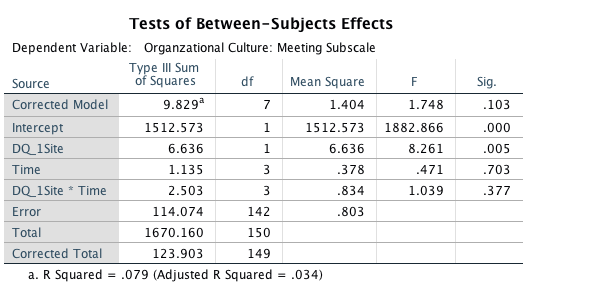 Tests of Between-Subjects Effects
Dependent Variable: Organzational Culture: Meeting Subscale
Source Type III Sum of Squares df Mean Square F Sig.
Corrected Model 9.829a 7 1.404 1.748 .103
Intercept 1512.573 1 1512.573 1882.866 .000
DQ_1Site 6.636 1 6.636 8.261 .005
Time 1.135 3 .378 .471 .703
DQ_1Site * Time 2.503 3 .834 1.039 .377
Error 114.074 142 .803
Total 1670.160 150
Corrected Total 123.903 149
a. R Squared = .079 (Adjusted R Squared = .034)